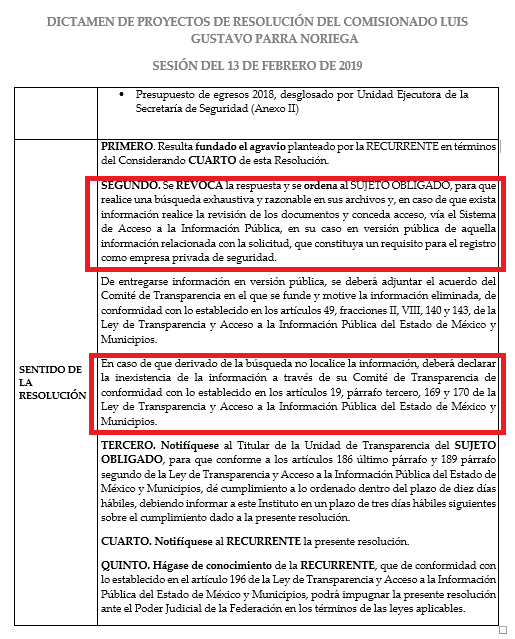 DICTAMEN DE PROYECTOS DE RESOLUCIÓN DEL COMISIONADO LUIS
GUSTAVO PARRA NORIEGA
SESIÓN DEL 13 DE FEBRERO DE 2019
• Presupuesto de egresos 2018, desglosado por Unidad Ejecutora de la
Secretaría de Seguridad (Anexo II)
SENTIDO DE
LA
RESOLUCIÓN
PRIMERO. Resulta fundado el agravio planteado por la RECURRENTE en términos
del Considerando CUARTO de esta Resolución.
SEGUNDO. Se REVOCA la respuesta y se ordena al SUJETO OBLIGADO, para que
realice una búsqueda exhaustiva y razonable en sus archivos y, en caso de que exista
información realice la revisión de los documentos y conceda acceso, vía el Sistema
de Acceso a la Información Pública, en su caso en versión pública de aquella
información relacionada con la solicitud, que constituya un requisito para el registro
como empresa privada de seguridad.
De entregarse información en versión pública, se deberá adjuntar el acuerdo del
Comité de Transparencia en el que se funde y motive la información eliminada, de
conformidad con lo establecido en los artículos 49, fracciones II, VIII, 140 y 143, de la
Ley de Transparencia y Acceso a la Información Pública del Estado de México y
Municipios.
En caso de que derivado de la búsqueda no localice la información, deberá declarar
la inexistencia de la información a través de su Comité de Transparencia de
conformidad con lo establecido en los artículos 19, párrafo tercero, 169 y 170 de la
Ley de Transparencia y Acceso a la Información Pública del Estado de México y
Municipios.
TERCERO. Notifíquese al Titular de la Unidad de Transparencia del SUJETO
OBLIGADO, para que conforme a los artículos 186 último párrafo y 189 párrafo
segundo de la Ley de Transparencia y Acceso a la Información Pública del Estado de
México y Municipios, dé cumplimiento a lo ordenado dentro del plazo de diez días
hábiles, debiendo informar a este Instituto en un plazo de tres días hábiles siguientes
sobre el cumplimiento dado a la presente resolución.
CUARTO. Notifíquese al RECURRENTE la presente resolución.
QUINTO. Hágase de conocimiento de la RECURRENTE, que de conformidad con
lo establecido en el artículo 196 de la Ley de Transparencia y Acceso a la Información
Pública del Estado de México y Municipios, podrá impugnar la presente resolución
ante el Poder Judicial de la Federación en los términos de las leyes aplicables.